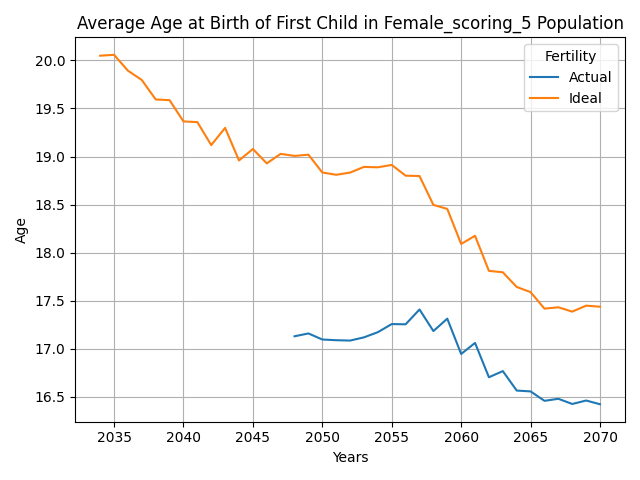 Average Age at Birth of First Child in Female_scoring_5 Population
Fertility
Actual
Ideal
20.0
19.5
19.0
18.5
18.0
17.5
17.0
16.5
Age
2035 2040 2045 2050 2055 2060 2065 2070
Years